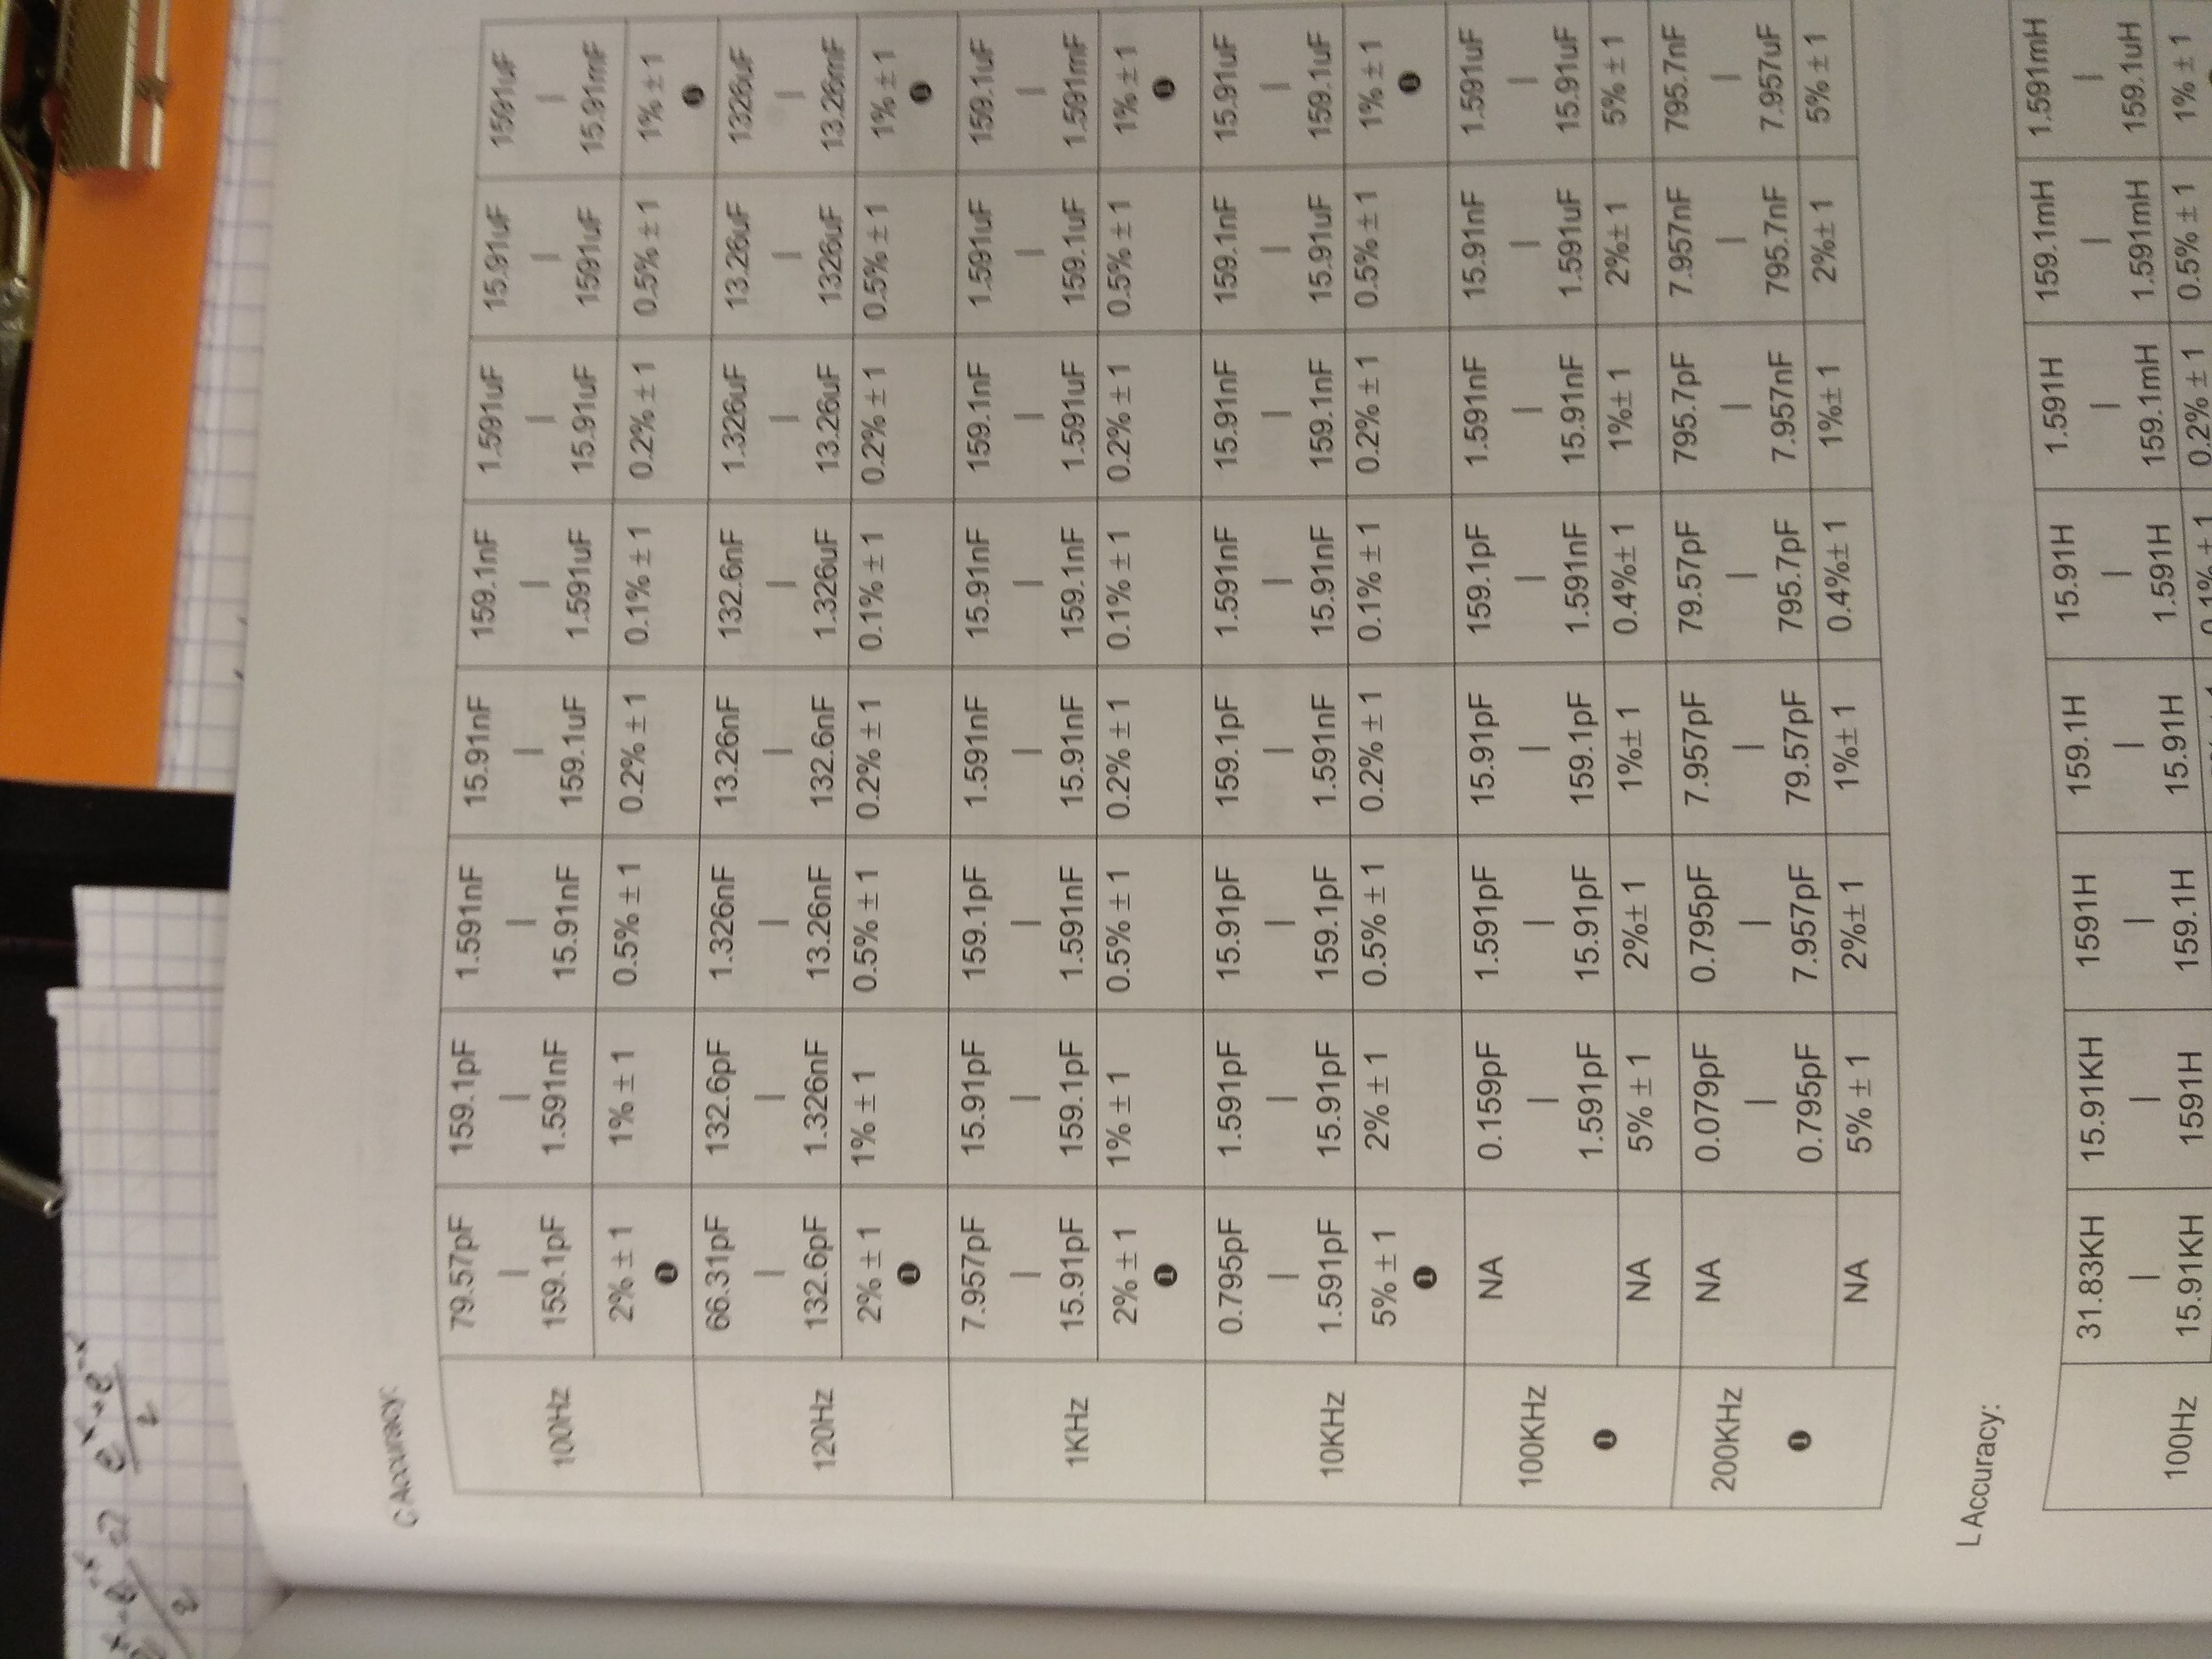 C Accuracy:
79.57pF 159.1pF 1.591nF 15.91nF 159.1nF 1.591uF 15.91uF 1591uF
100Hz | | | | | | | |
159.1pF 1.591nF 15.91nF 159.1uF 1.591uF 15.91uF 1591uF 15.91mF
2% ± 1 1% ± 1 0.5% ± 1 0.2% ± 1 0.1% ± 1 0.2% ± 1 0.5% ± 1 1% ± 1
❶ ❶
66.31pF 132.6pF 1.326nF 13.26nF 132.6nF 1.326uF 13.26uF 1326uF
120Hz | | | | | | | |
132.6pF 1.326nF 13.26nF 132.6nF 1.326uF 13.26uF 1326uF 13.26mF
2% ± 1 1% ± 1 0.5% ± 1 0.2% ± 1 0.1% ± 1 0.2% ± 1 0.5% ± 1 1% ± 1
❶ ❶
7.957pF 15.91pF 159.1pF 1.591nF 15.91nF 159.1nF 1.591uF 159.1uF
1KHz | | | | | | | |
15.91pF 159.1pF 1.591nF 15.91nF 159.1nF 1.591uF 159.1uF 1.591mF
2% ± 1 1% ± 1 0.5% ± 1 0.2% ± 1 0.1% ± 1 0.2% ± 1 0.5% ± 1 1% ± 1
❶ ❶
0.795pF 1.591pF 15.91pF 159.1pF 1.591nF 15.91nF 159.1nF 15.91uF
10KHz | | | | | | | |
1.591pF 15.91pF 159.1pF 1.591nF 15.91nF 159.1nF 15.91uF 159.1uF
5% ± 1 2% ± 1 0.5% ± 1 0.2% ± 1 0.1% ± 1 0.2% ± 1 0.5% ± 1 1% ± 1
❶ ❶
100KHz NA 0.159pF 1.591pF 15.91pF 159.1pF 1.591nF 15.91nF 1.591uF
| | | | | | |
1.591pF 15.91pF 159.1pF 1.591nF 15.91nF 1.591uF 15.91uF
❶ NA 5% ± 1 2%± 1 1%± 1 0.4%± 1 1%± 1 2%± 1 5% ± 1
200KHz NA 0.079pF 0.795pF 7.957pF 79.57pF 795.7pF 7.957nF 795.7nF
| | | | | | |
❶ 0.795pF 7.957pF 79.57pF 795.7pF 7.957nF 795.7nF 7.957uF
NA 5% ± 1 2%± 1 1%± 1 0.4%± 1 1%± 1 2%± 1 5% ± 1
L Accuracy:
31.83KH 15.91KH 1591H 159.1H 15.91H 1.591H 159.1mH 1.591mH
| | | | | | | |
100Hz 15.91KH 1591H 159.1H 15.91H 1.591H 159.1mH 1.591mH 159.1uH
0.1% ± 1 0.2% ± 1 0.5% ± 1 1% ± 1